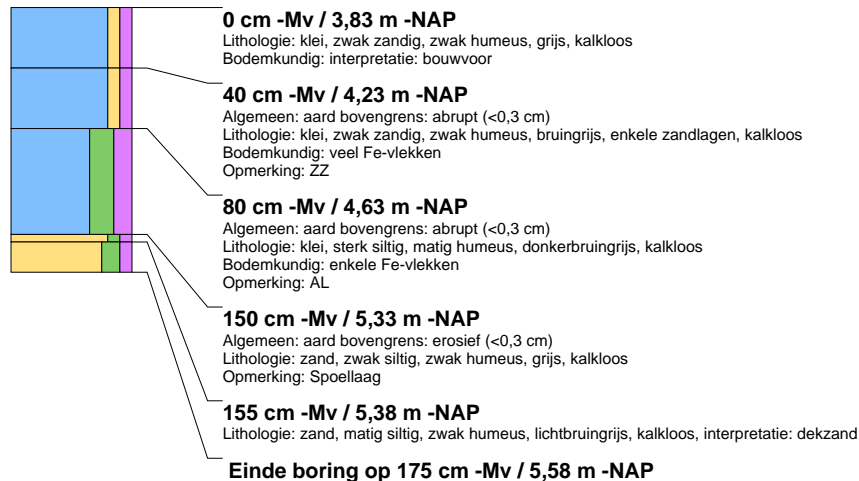 0 cm -Mv / 3,83 m -NAP
Lithologie: klei, zwak zandig, zwak humeus, grijs, kalkloos
Bodemkundig: interpretatie: bouwvoor
40 cm -Mv / 4,23 m -NAP
Algemeen: aard bovengrens: abrupt (<0,3 cm)
Lithologie: klei, zwak zandig, zwak humeus, bruingrijs, enkele zandlagen, kalkloos
Bodemkundig: veel Fe-vlekken
Opmerking: ZZ
80 cm -Mv / 4,63 m -NAP
Algemeen: aard bovengrens: abrupt (<0,3 cm)
Lithologie: klei, sterk siltig, matig humeus, donkerbruingrijs, kalkloos
Bodemkundig: enkele Fe-vlekken
Opmerking: AL
150 cm -Mv / 5,33 m -NAP
Algemeen: aard bovengrens: erosief (<0,3 cm)
Lithologie: zand, zwak siltig, zwak humeus, grijs, kalkloos
Opmerking: Spoellaag
155 cm -Mv / 5,38 m -NAP
Lithologie: zand, matig siltig, zwak humeus, lichtbruingrijs, kalkloos, interpretatie: dekzand
Einde boring op 175 cm -Mv / 5,58 m -NAP